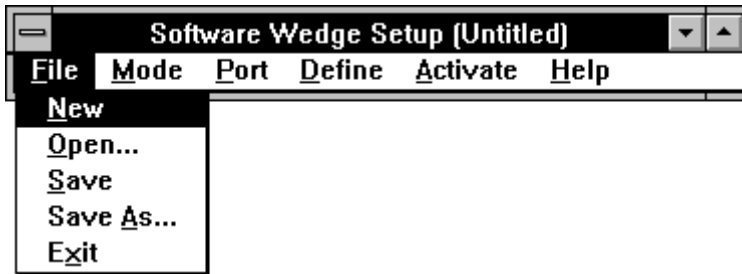 Software Wedge Setup (Untitled)
File Mode Port Define Activate Help
New
Open...
Save
Save As...
Exit